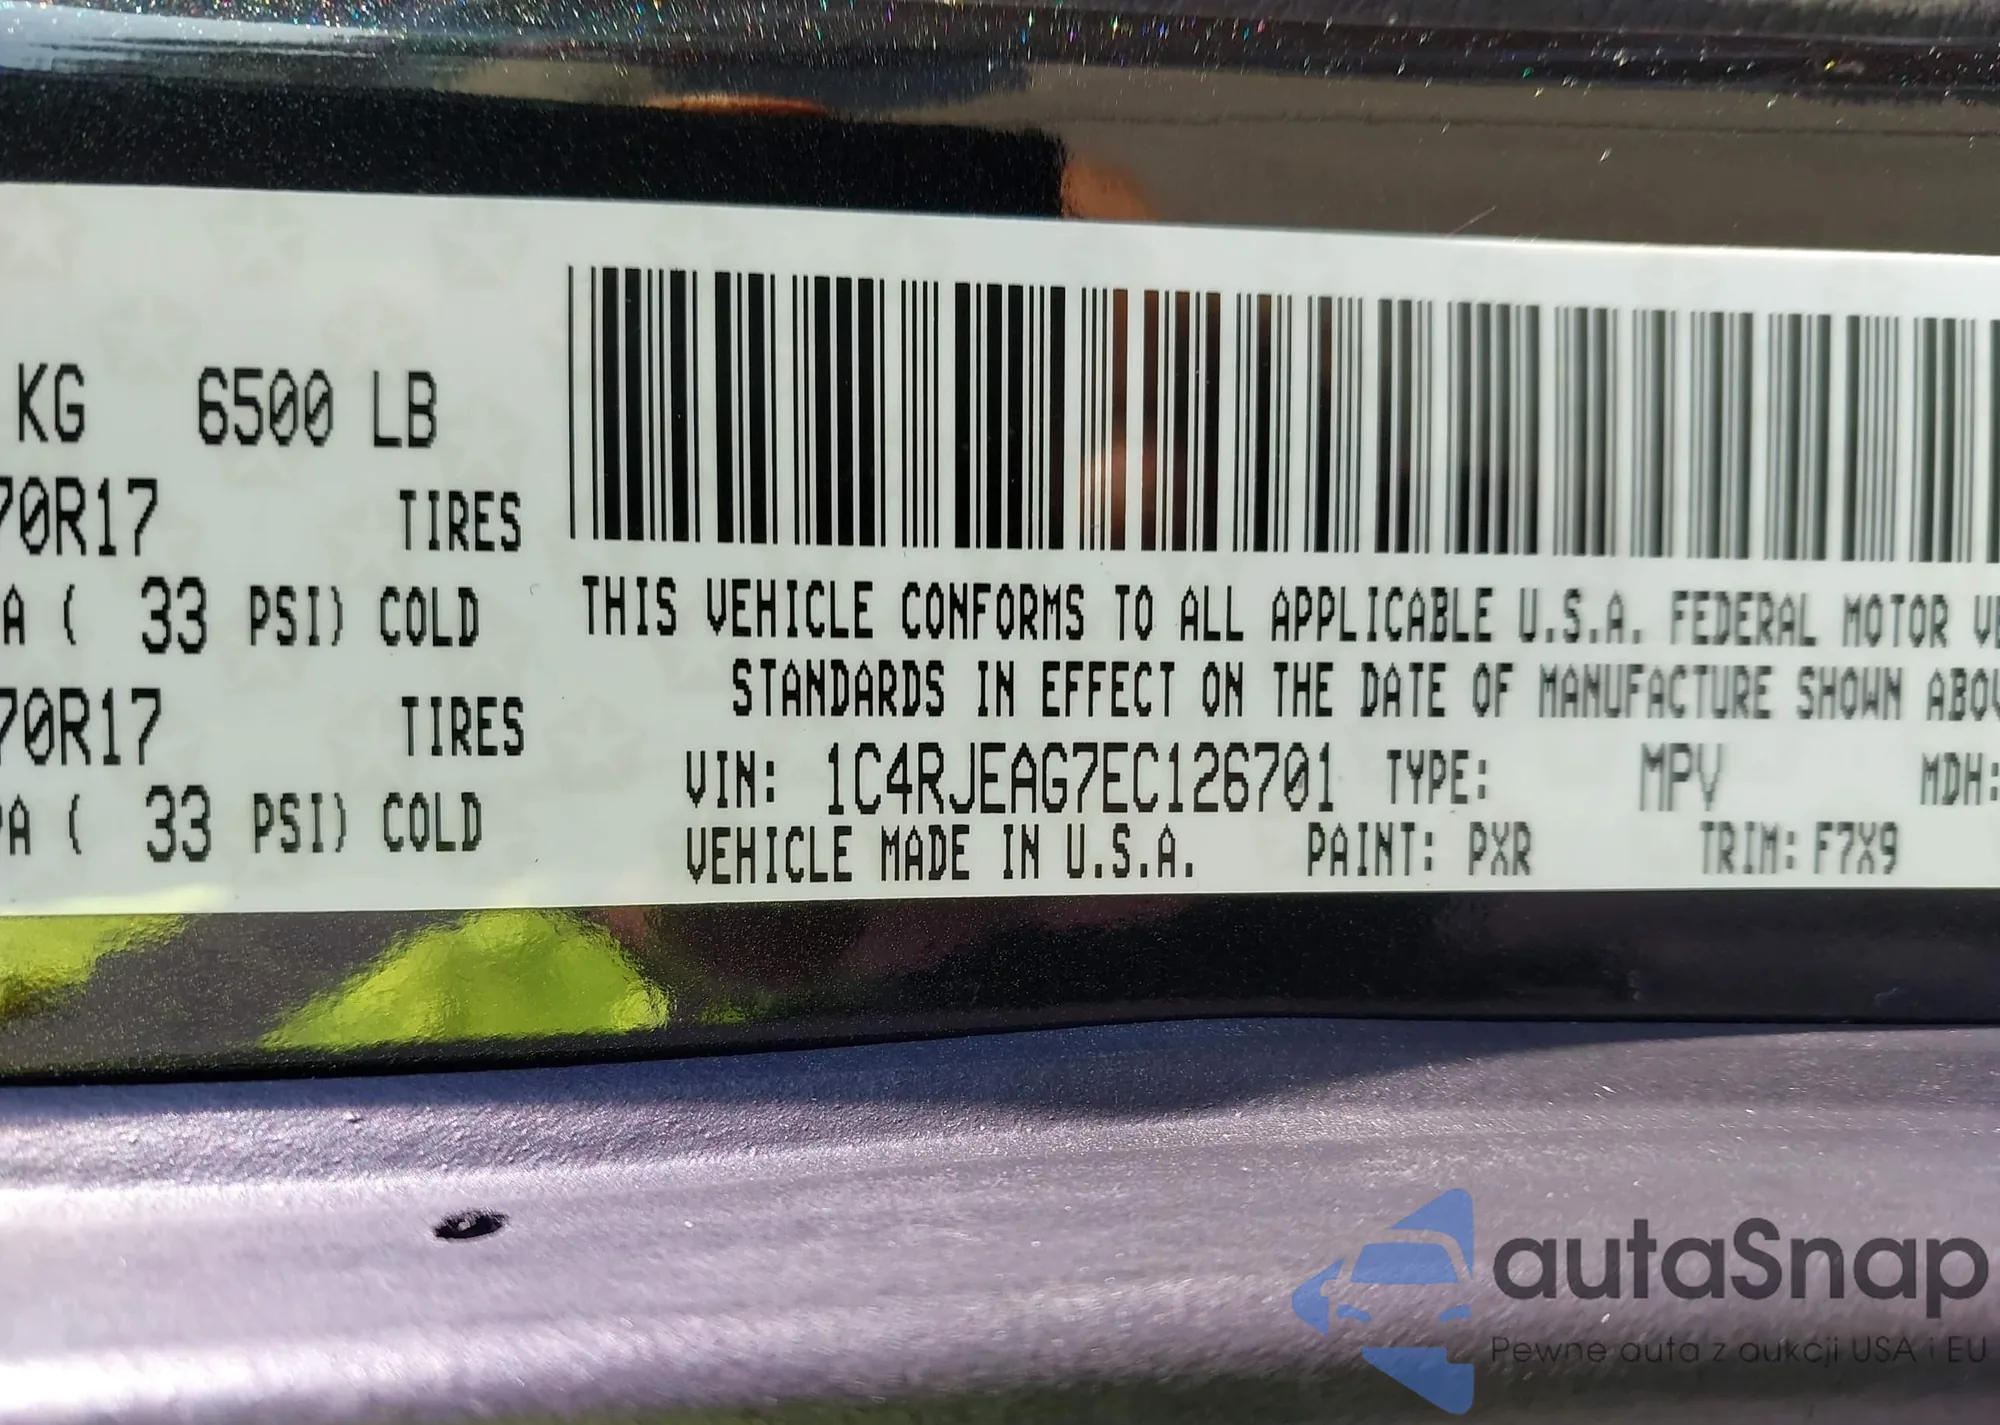 KG 6500 LB
70R17 TIRES
A ( 33 PSI) COLD
70R17 TIRES
PA ( 33 PSI) COLD
THIS VEHICLE CONFORMS TO ALL APPLICABLE U.S.A. FEDERAL MOTOR VE
STANDARDS IN EFFECT ON THE DATE OF MANUFACTURE SHOWN ABOV
VIN: 1C4RJEAG7EC126701 TYPE: MPV MDH:
VEHICLE MADE IN U.S.A. PAINT: PXR TRIM: F7X9
autaSnap
Pewne auta z aukcji USA i EU